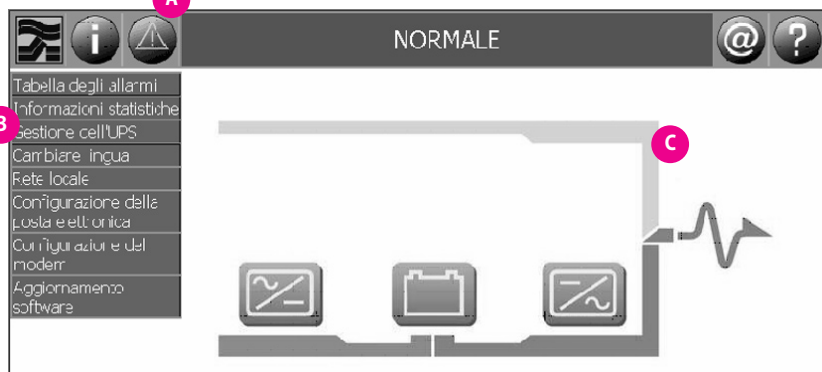 A
NORMALE
@ ?
Tabella degli allarmi
Informazioni statistiche
B
Gestione cell'UPS
Cambiare lingua
Rete locale
Configurazione della
posta elettronica
Configurazione del
modem
Aggiornamento
software
C